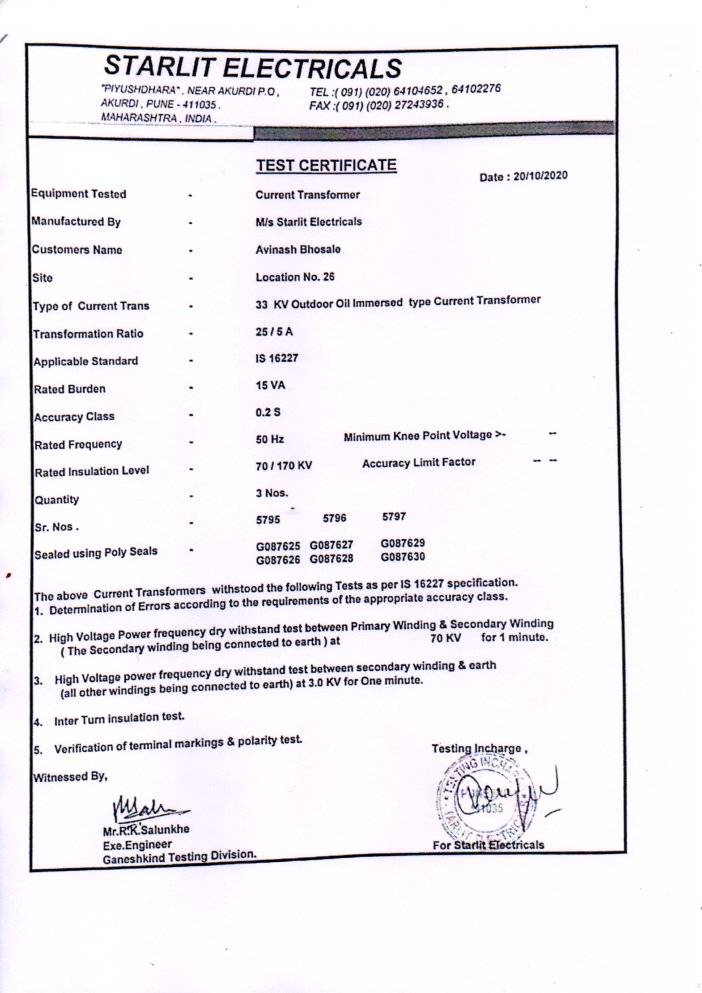 STARLIT ELECTRICALS
"PIYUSHDHARA", NEAR AKURDI P.O, TEL :( 091) (020) 64104652 , 64102276
AKURDI , PUNE - 411035 . FAX :( 091) (020) 27243936 .
MAHARASHTRA , INDIA .
TEST CERTIFICATE
Date : 20/10/2020
Equipment Tested - Current Transformer
Manufactured By - M/s Starlit Electricals
Customers Name - Avinash Bhosale
Site - Location No. 26
Type of Current Trans - 33 KV Outdoor Oil Immersed type Current Transformer
Transformation Ratio - 25 / 5 A
Applicable Standard - IS 16227
Rated Burden - 15 VA
Accuracy Class - 0.2 S
Rated Frequency - 50 Hz Minimum Knee Point Voltage >- --
Rated Insulation Level - 70 / 170 KV Accuracy Limit Factor -- --
Quantity - 3 Nos.
Sr. Nos . - 5795 5796 5797
Sealed using Poly Seals - G087625 G087627 G087629
G087626 G087628 G087630
The above Current Transformers withstood the following Tests as per IS 16227 specification.
1. Determination of Errors according to the requirements of the appropriate accuracy class.
2. High Voltage Power frequency dry withstand test between Primary Winding & Secondary Winding
( The Secondary winding being connected to earth ) at 70 KV for 1 minute.
3. High Voltage power frequency dry withstand test between secondary winding & earth
(all other windings being connected to earth) at 3.0 KV for One minute.
4. Inter Turn insulation test.
5. Verification of terminal markings & polarity test.
Testing Incharge ,
Witnessed By,
TESTING INCHA
Mr.R.K.Salunkhe
Exe.Engineer
For Starlit Electricals
Ganeshkind Testing Division.